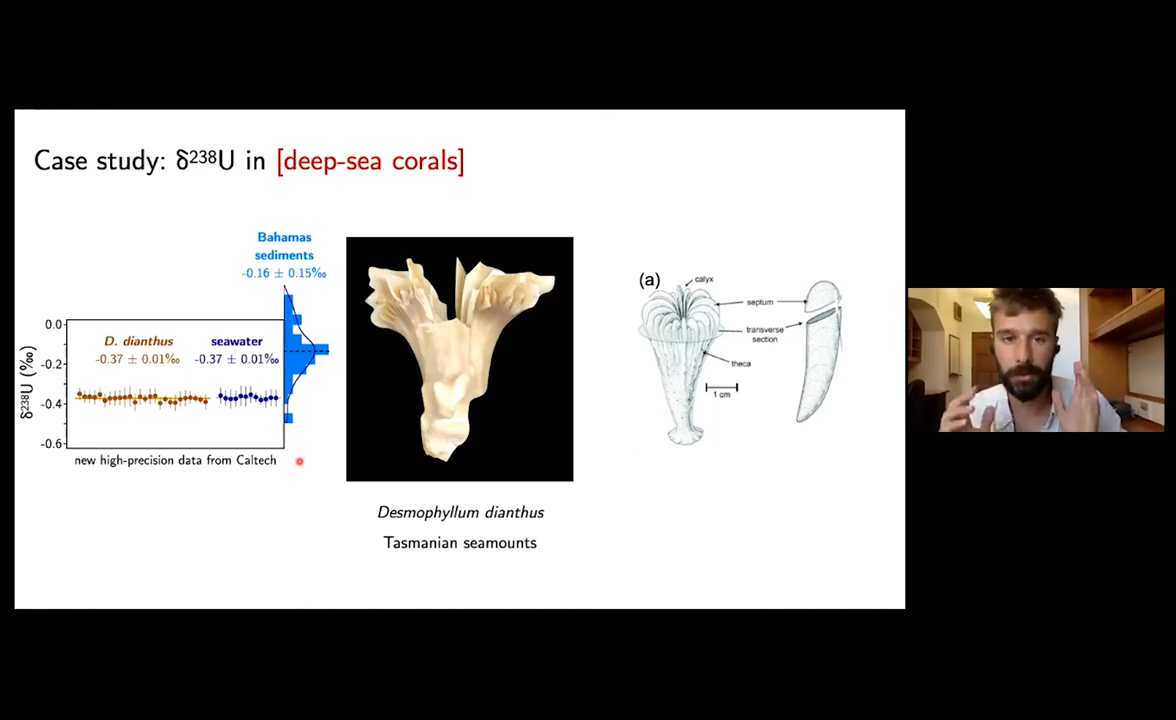 Case study: δ²³⁸U in [deep-sea corals]
Bahamas
sediments
-0.16 ± 0.15‰
D. dianthus
-0.37 ± 0.01‰
seawater
-0.37 ± 0.01‰
0.0
-0.2
-0.4
-0.6
δ²³⁸U (‰)
new high-precision data from Caltech
Desmophyllum dianthus
Tasmanian seamounts
(a)
calyx
septum
transverse
section
theca
1 cm